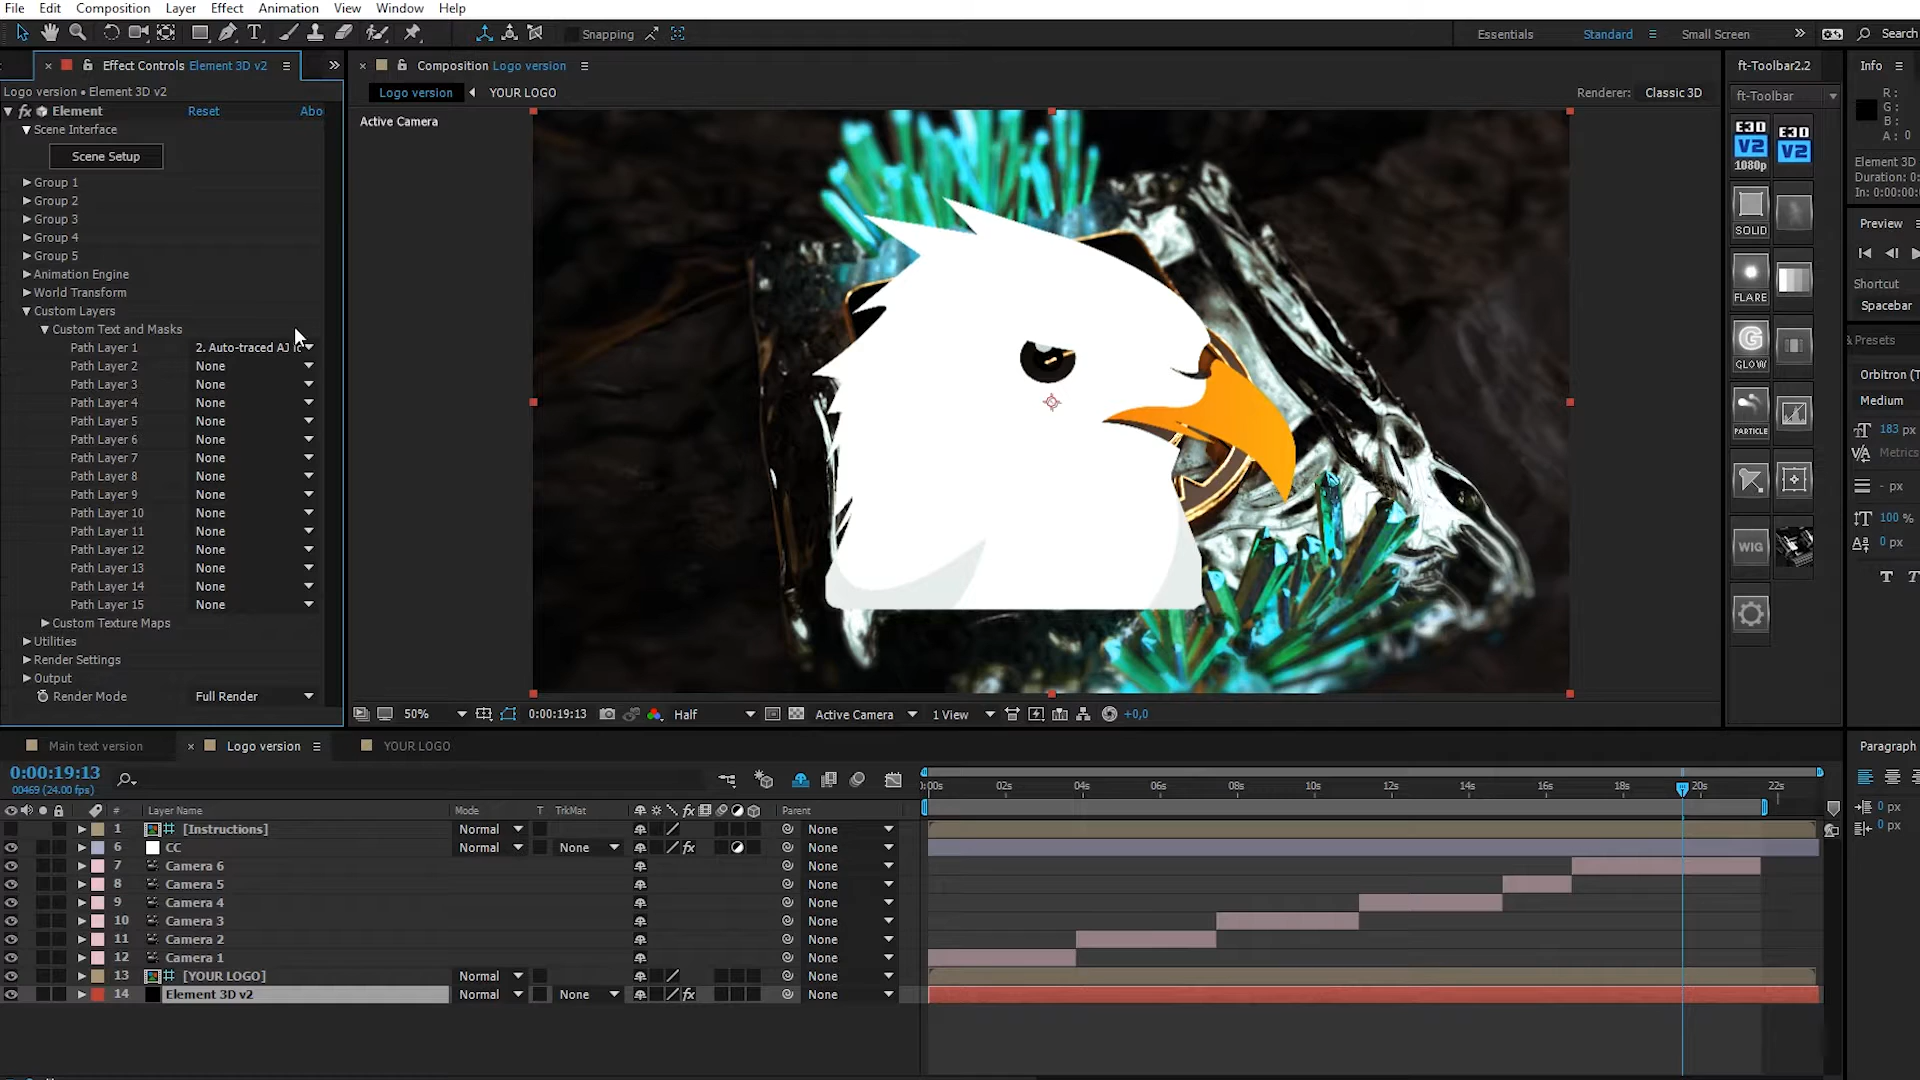 File Edit Composition Layer Effect Animation View Window Help
Snapping
Essentials Standard Small Screen Search
Effect Controls Element 3D v2
Composition Logo version
ft-Toolbar2.2
Info
Logo version • Element 3D v2
Logo version YOUR LOGO
Renderer: Classic 3D
ft-Toolbar
R:
G:
B:
A: 0
fx Element Reset Abo
Active Camera
Scene Interface
Scene Setup
Group 1
Group 2
Group 3
Group 4
Group 5
Animation Engine
World Transform
Custom Layers
Custom Text and Masks
Path Layer 1 2. Auto-traced AJ
Path Layer 2 None
Path Layer 3 None
Path Layer 4 None
Path Layer 5 None
Path Layer 6 None
Path Layer 7 None
Path Layer 8 None
Path Layer 9 None
Path Layer 10 None
Path Layer 11 None
Path Layer 12 None
Path Layer 13 None
Path Layer 14 None
Path Layer 15 None
Custom Texture Maps
Utilities
Render Settings
Output
Render Mode Full Render
E3D V2 1080p
E3D V2
SOLID
FLARE
GLOW
PARTICLE
WIG
Element 3D
Duration: 0:
In: 0:00:00:
Preview
Shortcut
Spacebar
Presets
Orbitron (T
Medium
183 px
Metrics
- px
100 %
0 px
T T
50% 0:00:19:13 Half Active Camera 1 View +0,0
Main text version Logo version YOUR LOGO
Paragraph
0:00:19:13
00469 (24.00 fps)
:00s 02s 04s 06s 08s 10s 12s 14s 16s 18s 20s 22s
# Layer Name Mode T TrkMat fx Parent
0 px
0 px
1 [Instructions] Normal None
6 CC Normal None fx None
7 Camera 6 None
8 Camera 5 None
9 Camera 4 None
10 Camera 3 None
11 Camera 2 None
12 Camera 1 None
13 [YOUR LOGO] Normal None
14 Element 3D v2 Normal None fx None